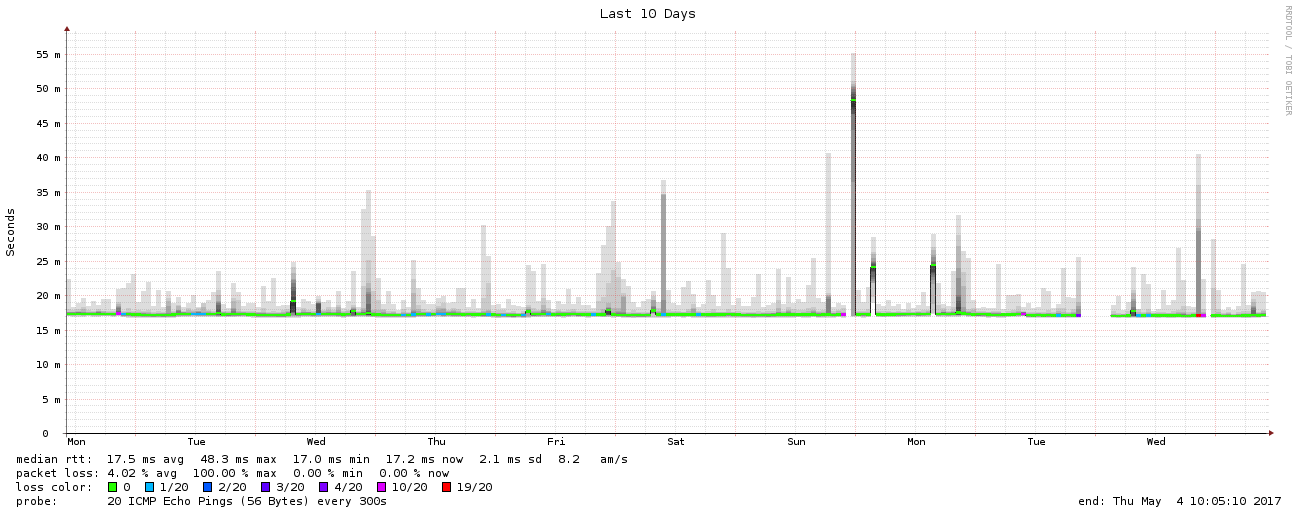 Last 10 Days
RRDTOOL / TOBI OETIKER
Seconds
55 m
50 m
45 m
40 m
35 m
30 m
25 m
20 m
15 m
10 m
5 m
0
Mon Tue Wed Thu Fri Sat Sun Mon Tue Wed
median rtt: 17.5 ms avg 48.3 ms max 17.0 ms min 17.2 ms now 2.1 ms sd 8.2 am/s
packet loss: 4.02 % avg 100.00 % max 0.00 % min 0.00 % now
loss color: 0 1/20 2/20 3/20 4/20 10/20 19/20
probe: 20 ICMP Echo Pings (56 Bytes) every 300s end: Thu May 4 10:05:10 2017